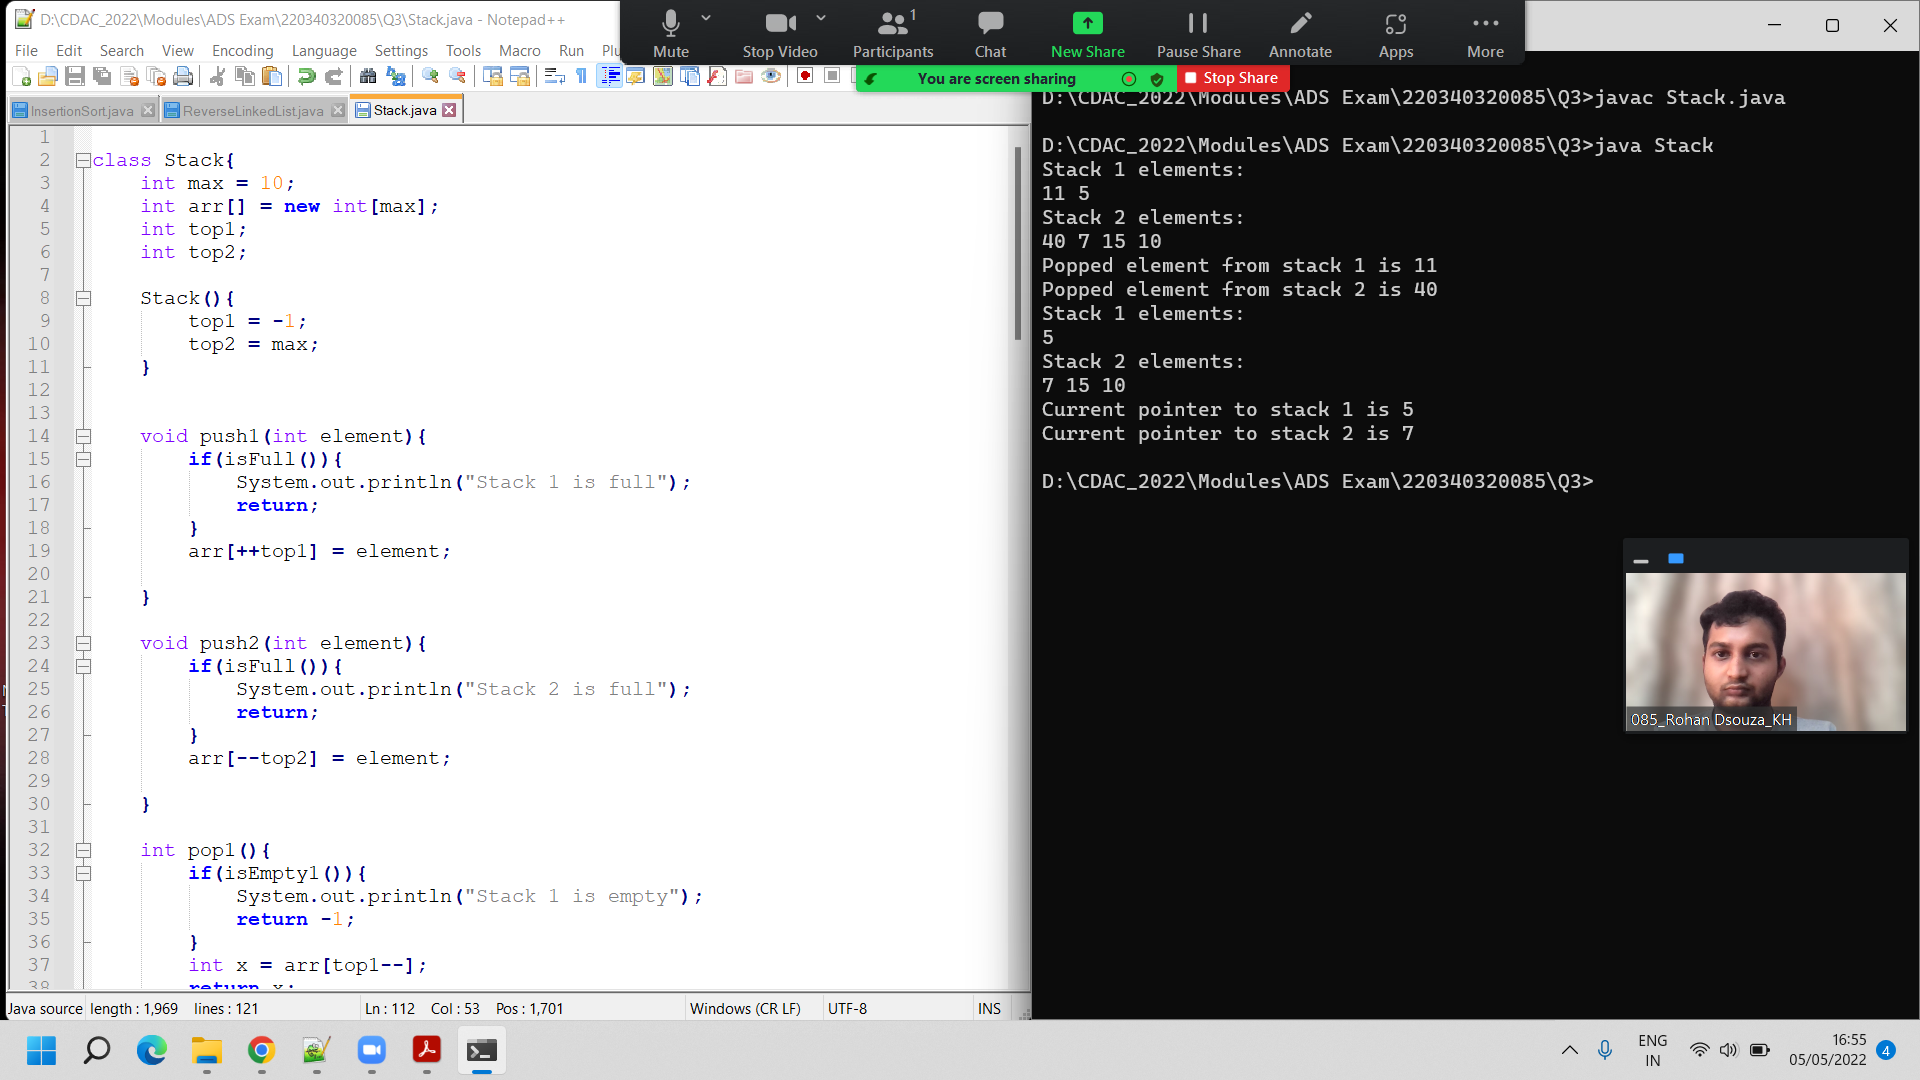 D:\CDAC_2022\Modules\ADS Exam\220340320085\Q3\Stack.java - Notepad++
File Edit Search View Encoding Language Settings Tools Macro Run
Mute Stop Video Participants 1 Chat New Share Pause Share Annotate Apps More
You are screen sharing Stop Share
InsertionSort.java ReverseLinkedList.java Stack.java
1
2 class Stack{
3 int max = 10;
4 int arr[] = new int[max];
5 int top1;
6 int top2;
7
8 Stack(){
9 top1 = -1;
10 top2 = max;
11 }
12
13
14 void push1(int element){
15 if(isFull()){
16 System.out.println("Stack 1 is full");
17 return;
18 }
19 arr[++top1] = element;
20
21 }
22
23 void push2(int element){
24 if(isFull()){
25 System.out.println("Stack 2 is full");
26 return;
27 }
28 arr[--top2] = element;
29
30 }
31
32 int pop1(){
33 if(isEmpty1()){
34 System.out.println("Stack 1 is empty");
35 return -1;
36 }
37 int x = arr[top1--];
38 return x;
Java source length : 1,969 lines : 121 Ln : 112 Col : 53 Pos : 1,701 Windows (CR LF) UTF-8 INS
D:\CDAC_2022\Modules\ADS Exam\220340320085\Q3>javac Stack.java
D:\CDAC_2022\Modules\ADS Exam\220340320085\Q3>java Stack
Stack 1 elements:
11 5
Stack 2 elements:
40 7 15 10
Popped element from stack 1 is 11
Popped element from stack 2 is 40
Stack 1 elements:
5
Stack 2 elements:
7 15 10
Current pointer to stack 1 is 5
Current pointer to stack 2 is 7
D:\CDAC_2022\Modules\ADS Exam\220340320085\Q3>
085_Rohan Dsouza_KH
ENG
IN
16:55
05/05/2022
4